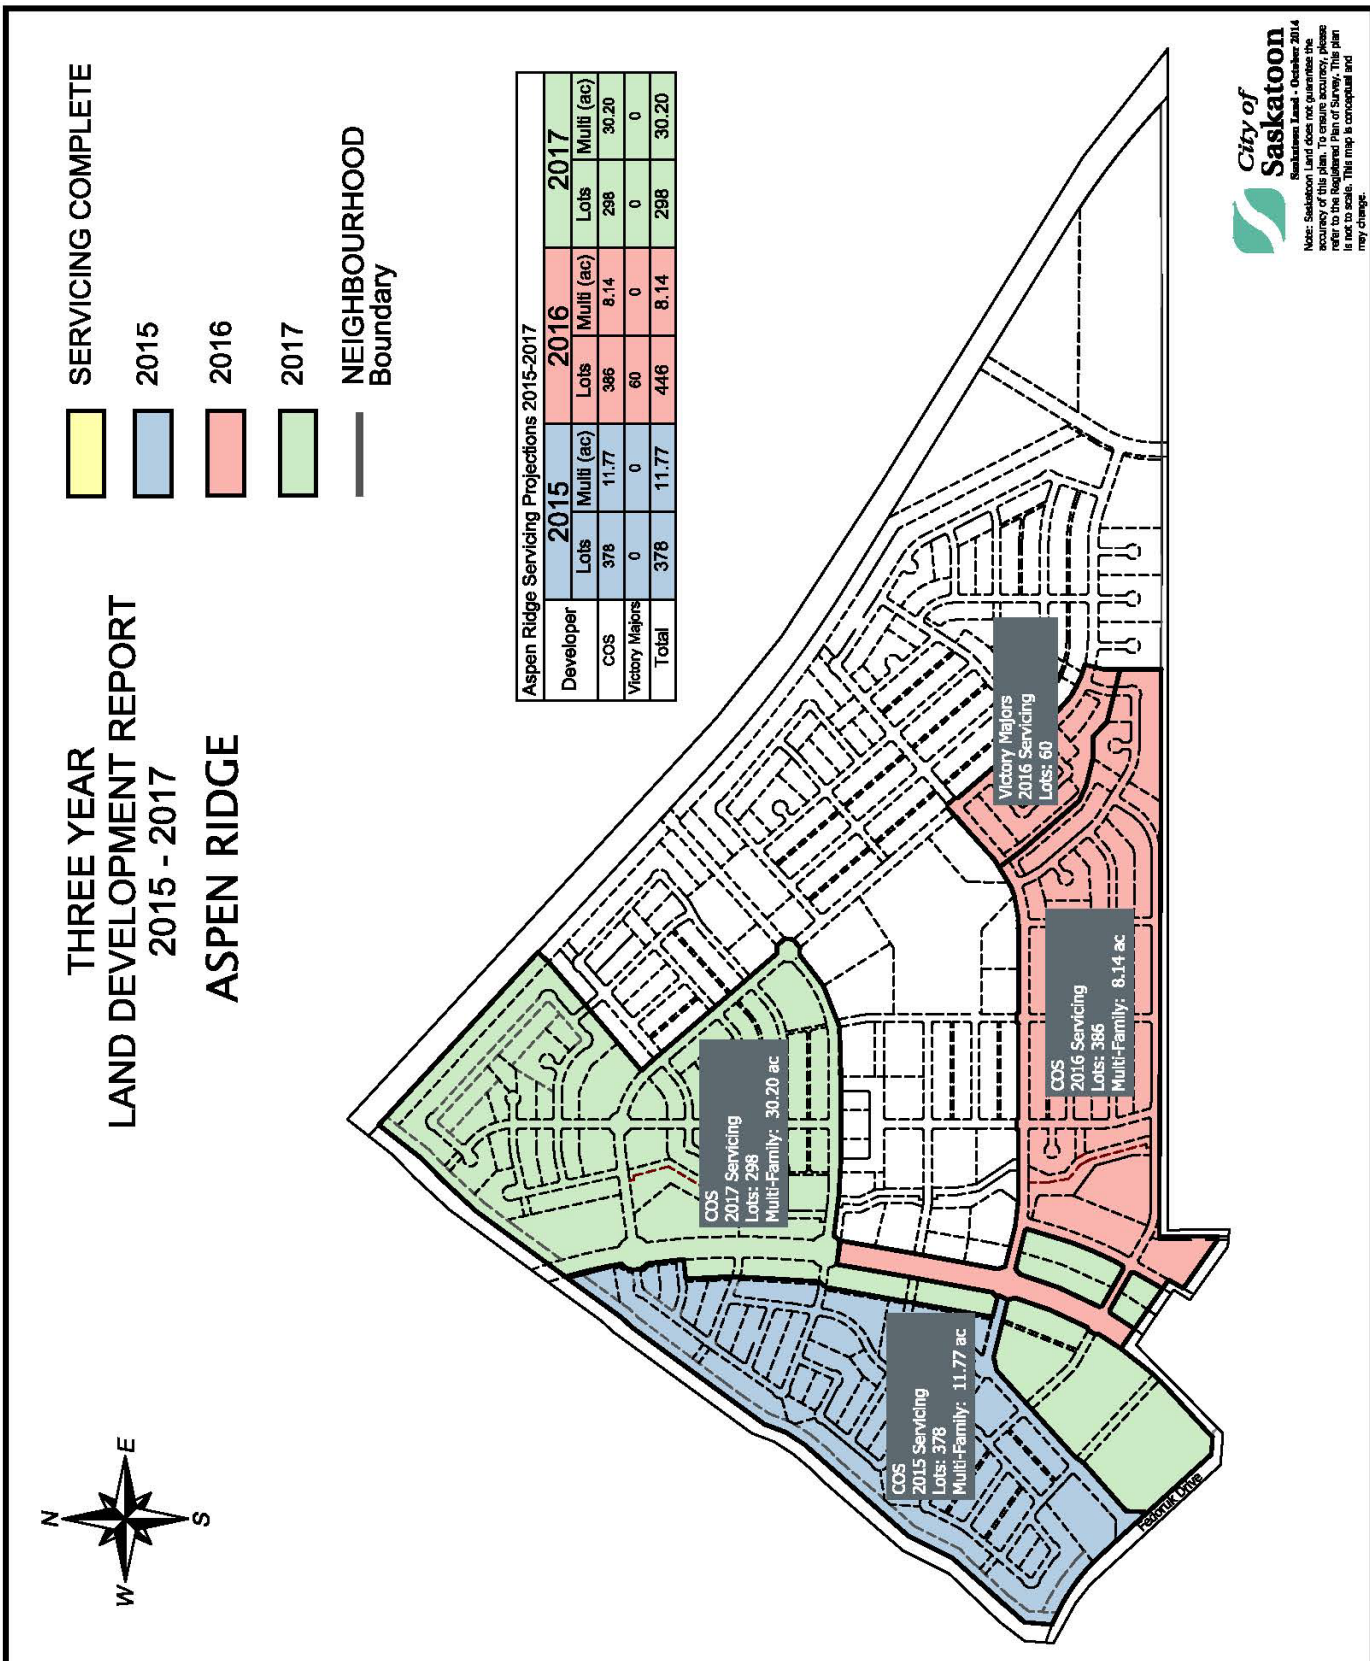 THREE YEAR
LAND DEVELOPMENT REPORT
2015 - 2017
ASPEN RIDGE
N
W
E
S
SERVICING COMPLETE
2015
2016
2017
NEIGHBOURHOOD
Boundary
Aspen Ridge Servicing Projections 2015-2017
Developer 2015 2016 2017
Lots Multi (ac) Lots Multi (ac) Lots Multi (ac)
COS 378 11.77 386 8.14 298 30.20
Victory Majors 0 0 60 0 0 0
Total 378 11.77 446 8.14 298 30.20
COS
2017 Servicing
Lots: 298
Multi-Family: 30.20 ac
COS
2015 Servicing
Lots: 378
Multi-Family: 11.77 ac
Victory Majors
2016 Servicing
Lots: 60
COS
2016 Servicing
Lots: 386
Multi-Family: 8.14 ac
Fedoruk Drive
City of
Saskatoon
Saskatoon Land - October 2014
Note: Saskatoon Land does not guarantee the
accuracy of this plan. To ensure accuracy, please
refer to the Registered Plan of Survey. This plan
is not to scale. This map is conceptual and
may change.